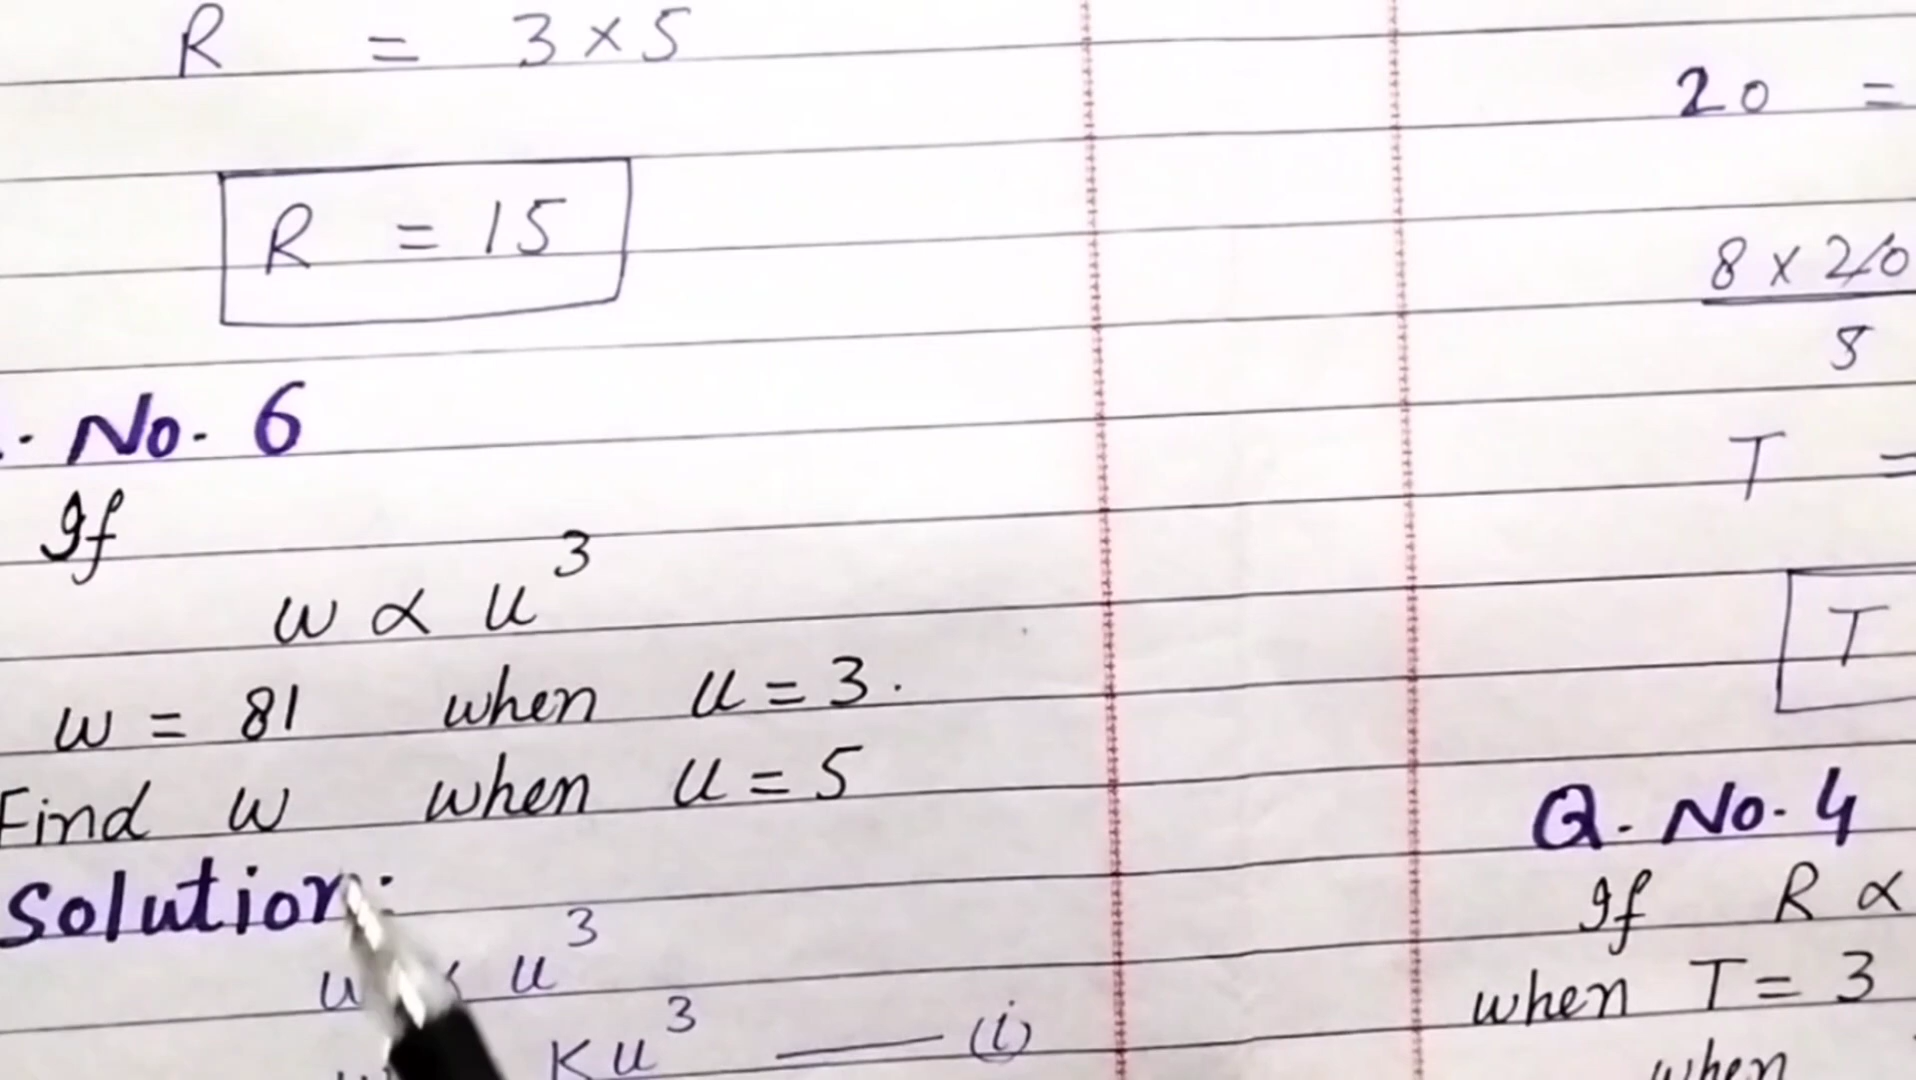 R = 3 × 5
R = 15
. No. 6
If
w ∝ u³
w = 81 when u = 3.
Find w when u = 5
Solution:
u³
Ku³ —— (i)
20 =
8 × 20
T =
T
Q. No. 4
If R ∝
when T = 3
when